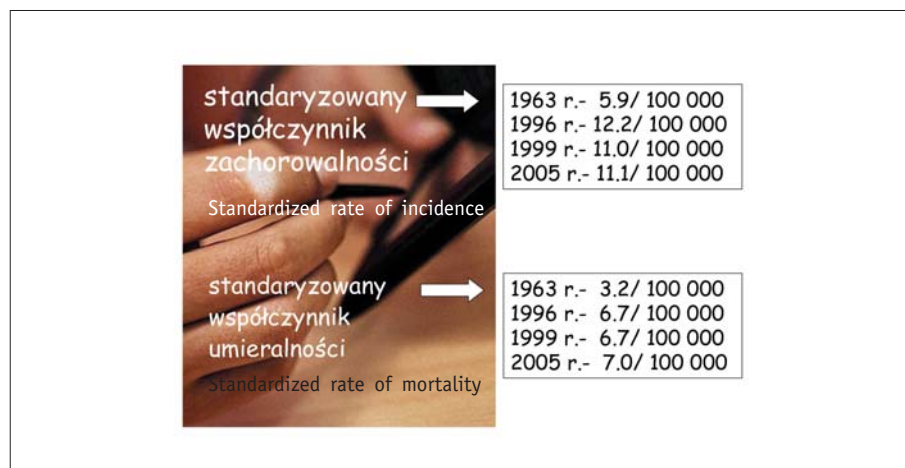 standaryzowany
współczynnik
zachorowalności
Standardized rate of incidence
1963 r.- 5.9/ 100 000
1996 r.- 12.2/ 100 000
1999 r.- 11.0/ 100 000
2005 r.- 11.1/ 100 000
standaryzowany
współczynnik
umieralności
Standardized rate of mortality
1963 r.- 3.2/ 100 000
1996 r.- 6.7/ 100 000
1999 r.- 6.7/ 100 000
2005 r.- 7.0/ 100 000